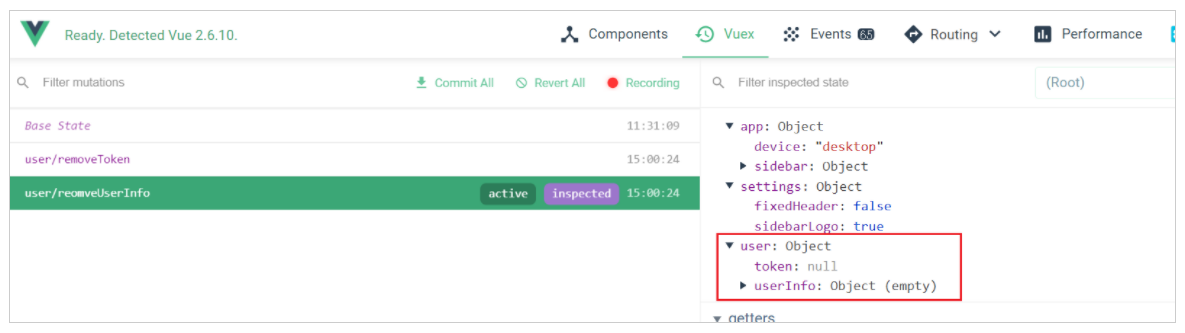 Ready. Detected Vue 2.6.10.
Components
Vuex
Events 65
Routing
Performance
Filter mutations
Commit All
Revert All
Recording
Filter inspected state
(Root)
Base State 11:31:09
user/removeToken 15:00:24
user/reomveUserInfo active inspected 15:00:24
app: Object
device: "desktop"
sidebar: Object
settings: Object
fixedHeader: false
sidebarLogo: true
user: Object
token: null
userInfo: Object (empty)
getters